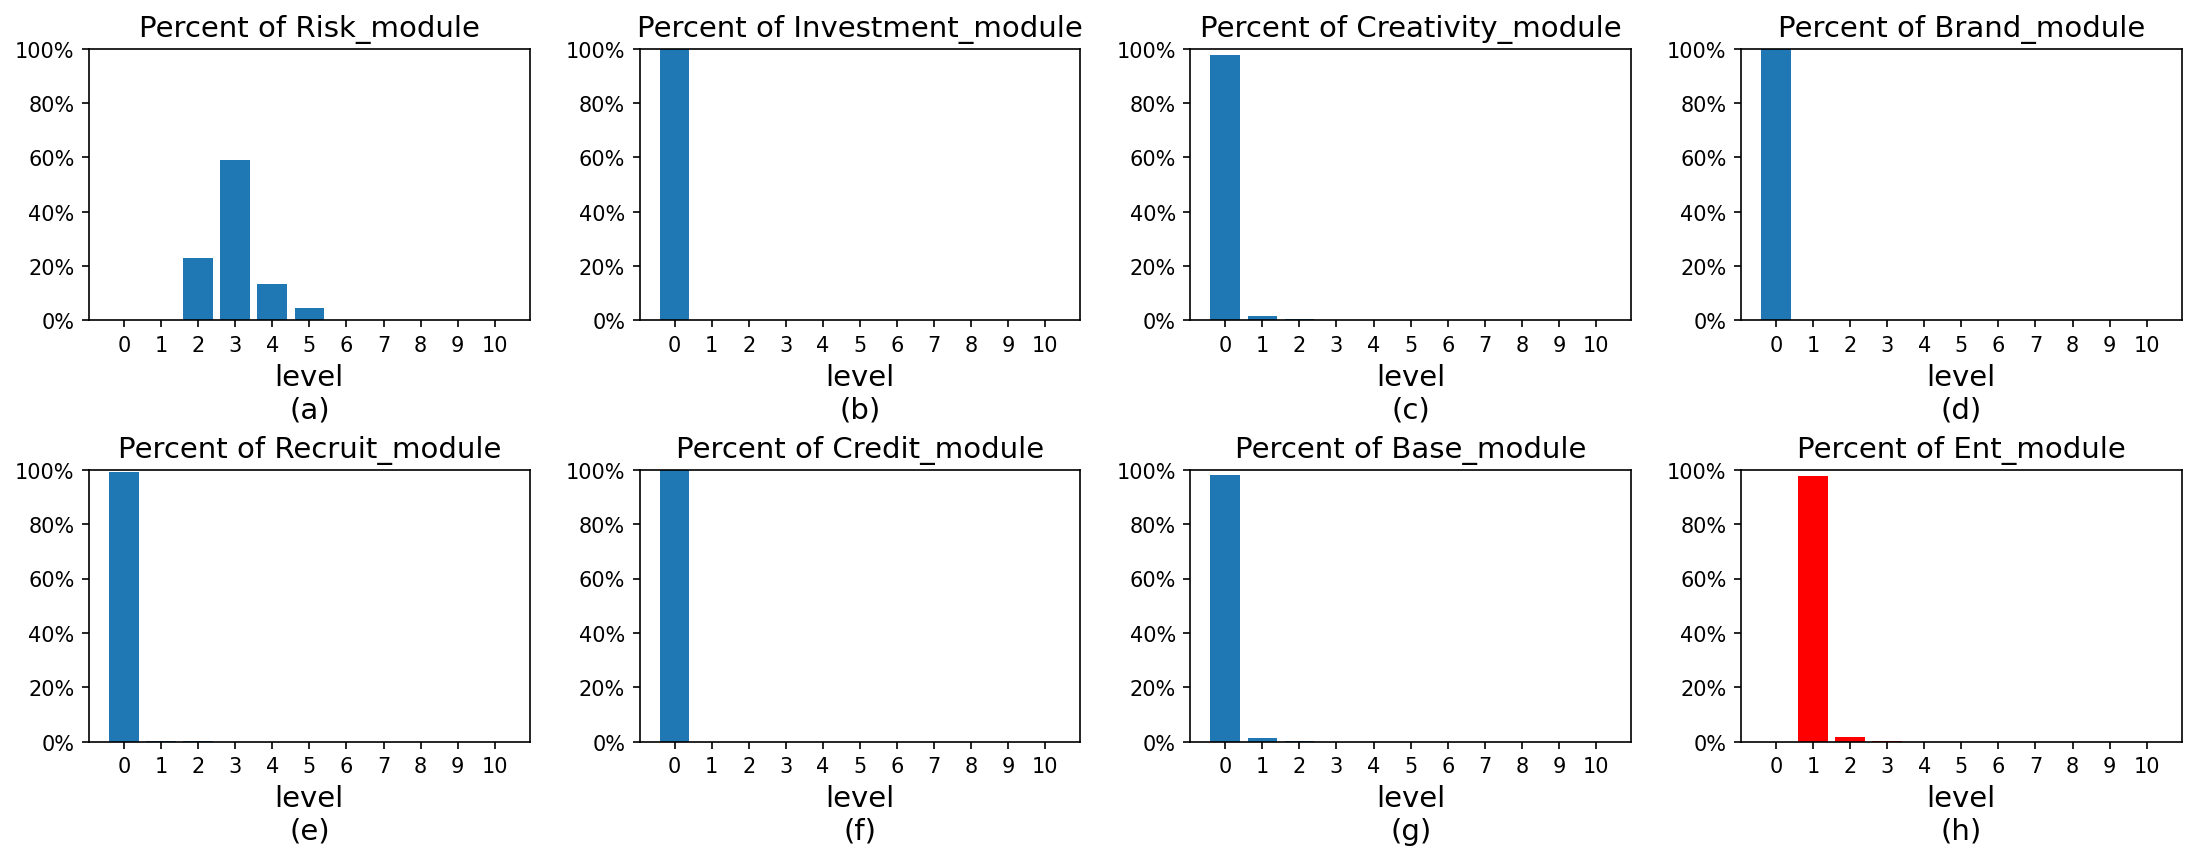 Percent of Risk_module
100%
80%
60%
40%
20%
0%
0 1 2 3 4 5 6 7 8 9 10
level
(a)
Percent of Investment_module
100%
80%
60%
40%
20%
0%
0 1 2 3 4 5 6 7 8 9 10
level
(b)
Percent of Creativity_module
100%
80%
60%
40%
20%
0%
0 1 2 3 4 5 6 7 8 9 10
level
(c)
Percent of Brand_module
100%
80%
60%
40%
20%
0%
0 1 2 3 4 5 6 7 8 9 10
level
(d)
Percent of Recruit_module
100%
80%
60%
40%
20%
0%
0 1 2 3 4 5 6 7 8 9 10
level
(e)
Percent of Credit_module
100%
80%
60%
40%
20%
0%
0 1 2 3 4 5 6 7 8 9 10
level
(f)
Percent of Base_module
100%
80%
60%
40%
20%
0%
0 1 2 3 4 5 6 7 8 9 10
level
(g)
Percent of Ent_module
100%
80%
60%
40%
20%
0%
0 1 2 3 4 5 6 7 8 9 10
level
(h)